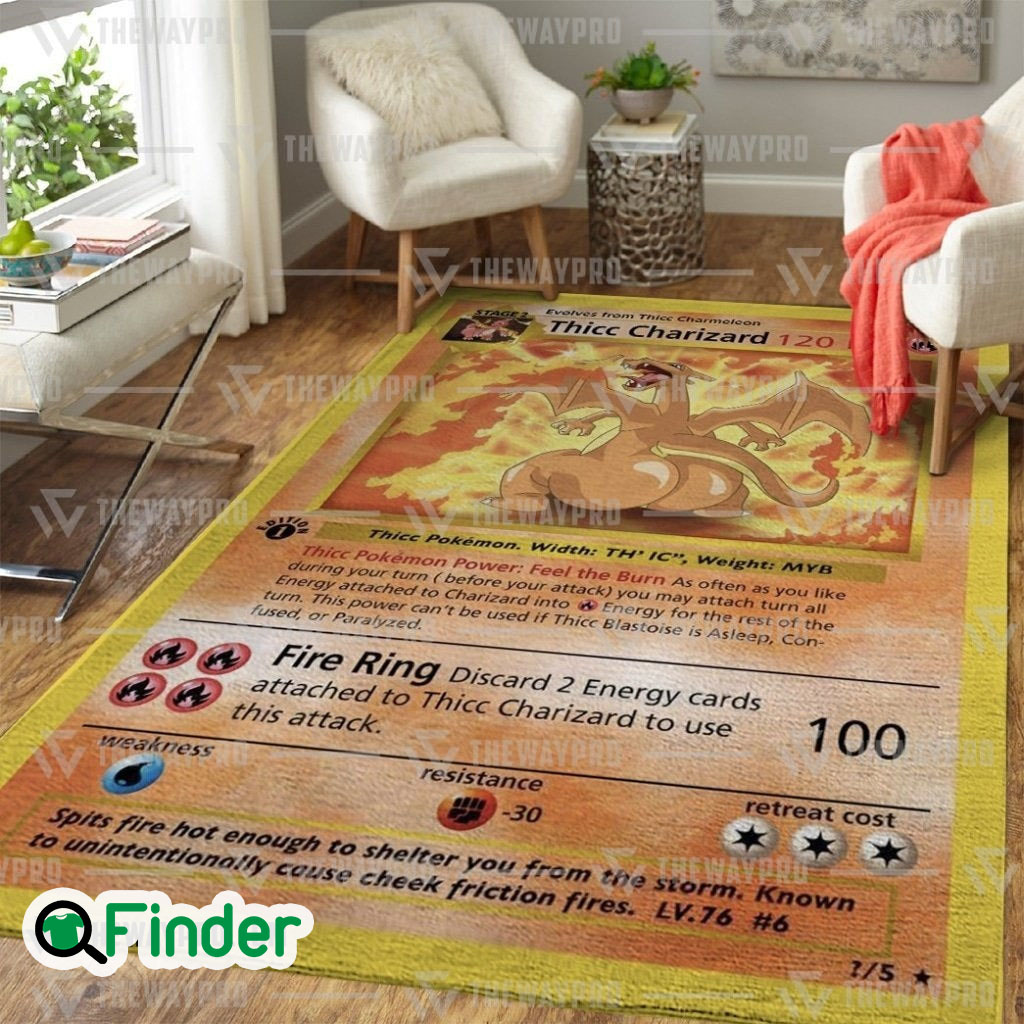 THEWAYPRO
STAGE 2
Evolves from Thicc Charmeleon
Thicc Charizard 120
EDITION
1
Thicc Pokémon. Width: TH' IC", Weight: MYB
Thicc Pokémon Power: Feel the Burn As often as you like
during your turn ( before your attack) you may attach turn all
Energy attached to Charizard into Energy for the rest of the
turn. This power can't be used if Thicc Blastoise is Asleep, Con-
fused, or Paralyzed.
Fire Ring Discard 2 Energy cards
attached to Thicc Charizard to use
this attack.
100
weakness
resistance
-30
retreat cost
Spits fire hot enough to shelter you from the storm. Known
to unintentionally cause cheek friction fires. LV.76 #6
?/5
Finder